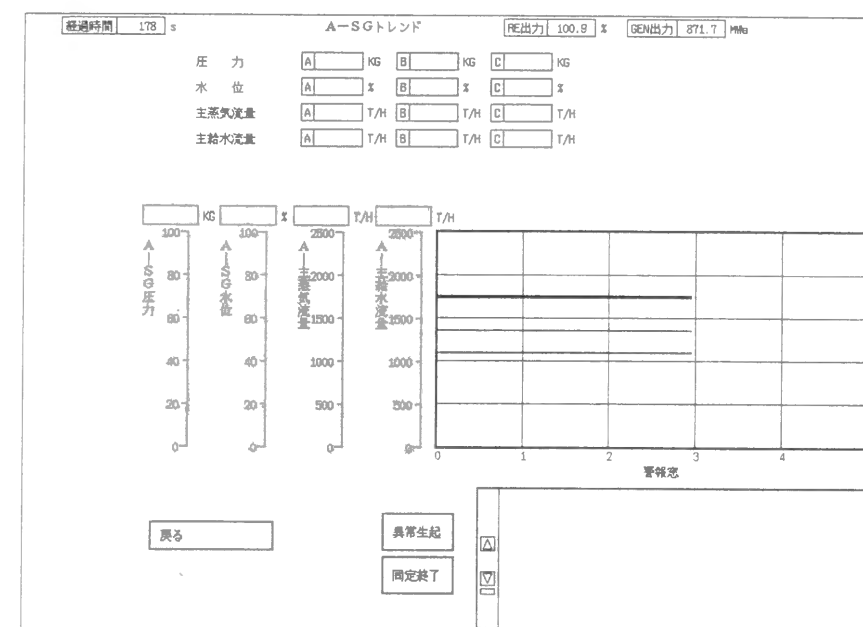 経過時間 178 s A－SGトレンド RE出力 100.9 % GEN出力 871.7 MWe
圧 力 A KG B KG C KG
水 位 A % B % C %
主蒸気流量 A T/H B T/H C T/H
主給水流量 A T/H B T/H C T/H
KG % T/H T/H
A－SG圧力
100
80
60
40
20
0
A－SG水位
100
80
60
40
20
0
A－主蒸気流量
2500
2000
1500
1000
500
0
A－主給水流量
2500
2000
1500
1000
500
0
0 1 2 3 4
警報窓
戻る
異常生起
同定終了